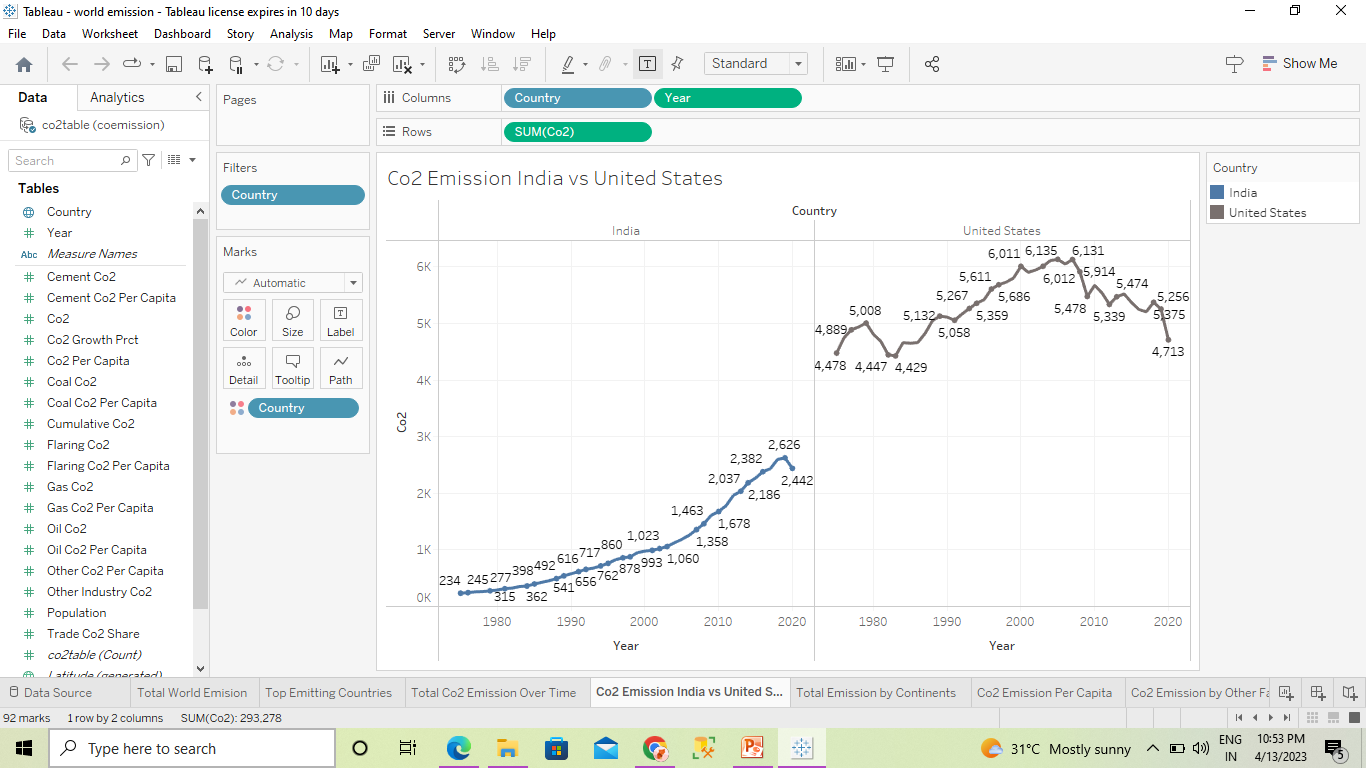 Tableau - world emission - Tableau license expires in 10 days
File Data Worksheet Dashboard Story Analysis Map Format Server Window Help
Standard
Show Me
Data Analytics
co2table (coemission)
Search
Tables
Country
Year
Abc Measure Names
Cement Co2
Cement Co2 Per Capita
Co2
Co2 Growth Prct
Co2 Per Capita
Coal Co2
Coal Co2 Per Capita
Cumulative Co2
Flaring Co2
Flaring Co2 Per Capita
Gas Co2
Gas Co2 Per Capita
Oil Co2
Oil Co2 Per Capita
Other Co2 Per Capita
Other Industry Co2
Population
Trade Co2 Share
co2table (Count)
Latitude (generated)
Pages
Filters
Country
Marks
Automatic
Color Size Label
Detail Tooltip Path
Country
Columns Country Year
Rows SUM(Co2)
Co2 Emission India vs United States
Country
India United States
Co2
6K
5K
4K
3K
2K
1K
0K
234 245 277 315 398 362 492 541 616 656 717 762 860 878 1,023 993 1,060 1,463 1,358 1,678 2,037 2,186 2,382 2,626 2,442
4,478 4,889 5,008 4,447 4,429 5,132 5,058 5,267 5,359 5,611 5,686 6,011 6,135 6,012 6,131 5,914 5,478 5,339 5,474 5,256 5,375 4,713
1980 1990 2000 2010 2020 1980 1990 2000 2010 2020
Year Year
Country
India
United States
Data Source Total World Emision Top Emitting Countries Total Co2 Emission Over Time Co2 Emission India vs United S... Total Emission by Continents Co2 Emission Per Capita Co2 Emission by Other Fa
92 marks 1 row by 2 columns SUM(Co2): 293,278
Type here to search
31°C Mostly sunny
ENG
IN
10:53 PM
4/13/2023
5